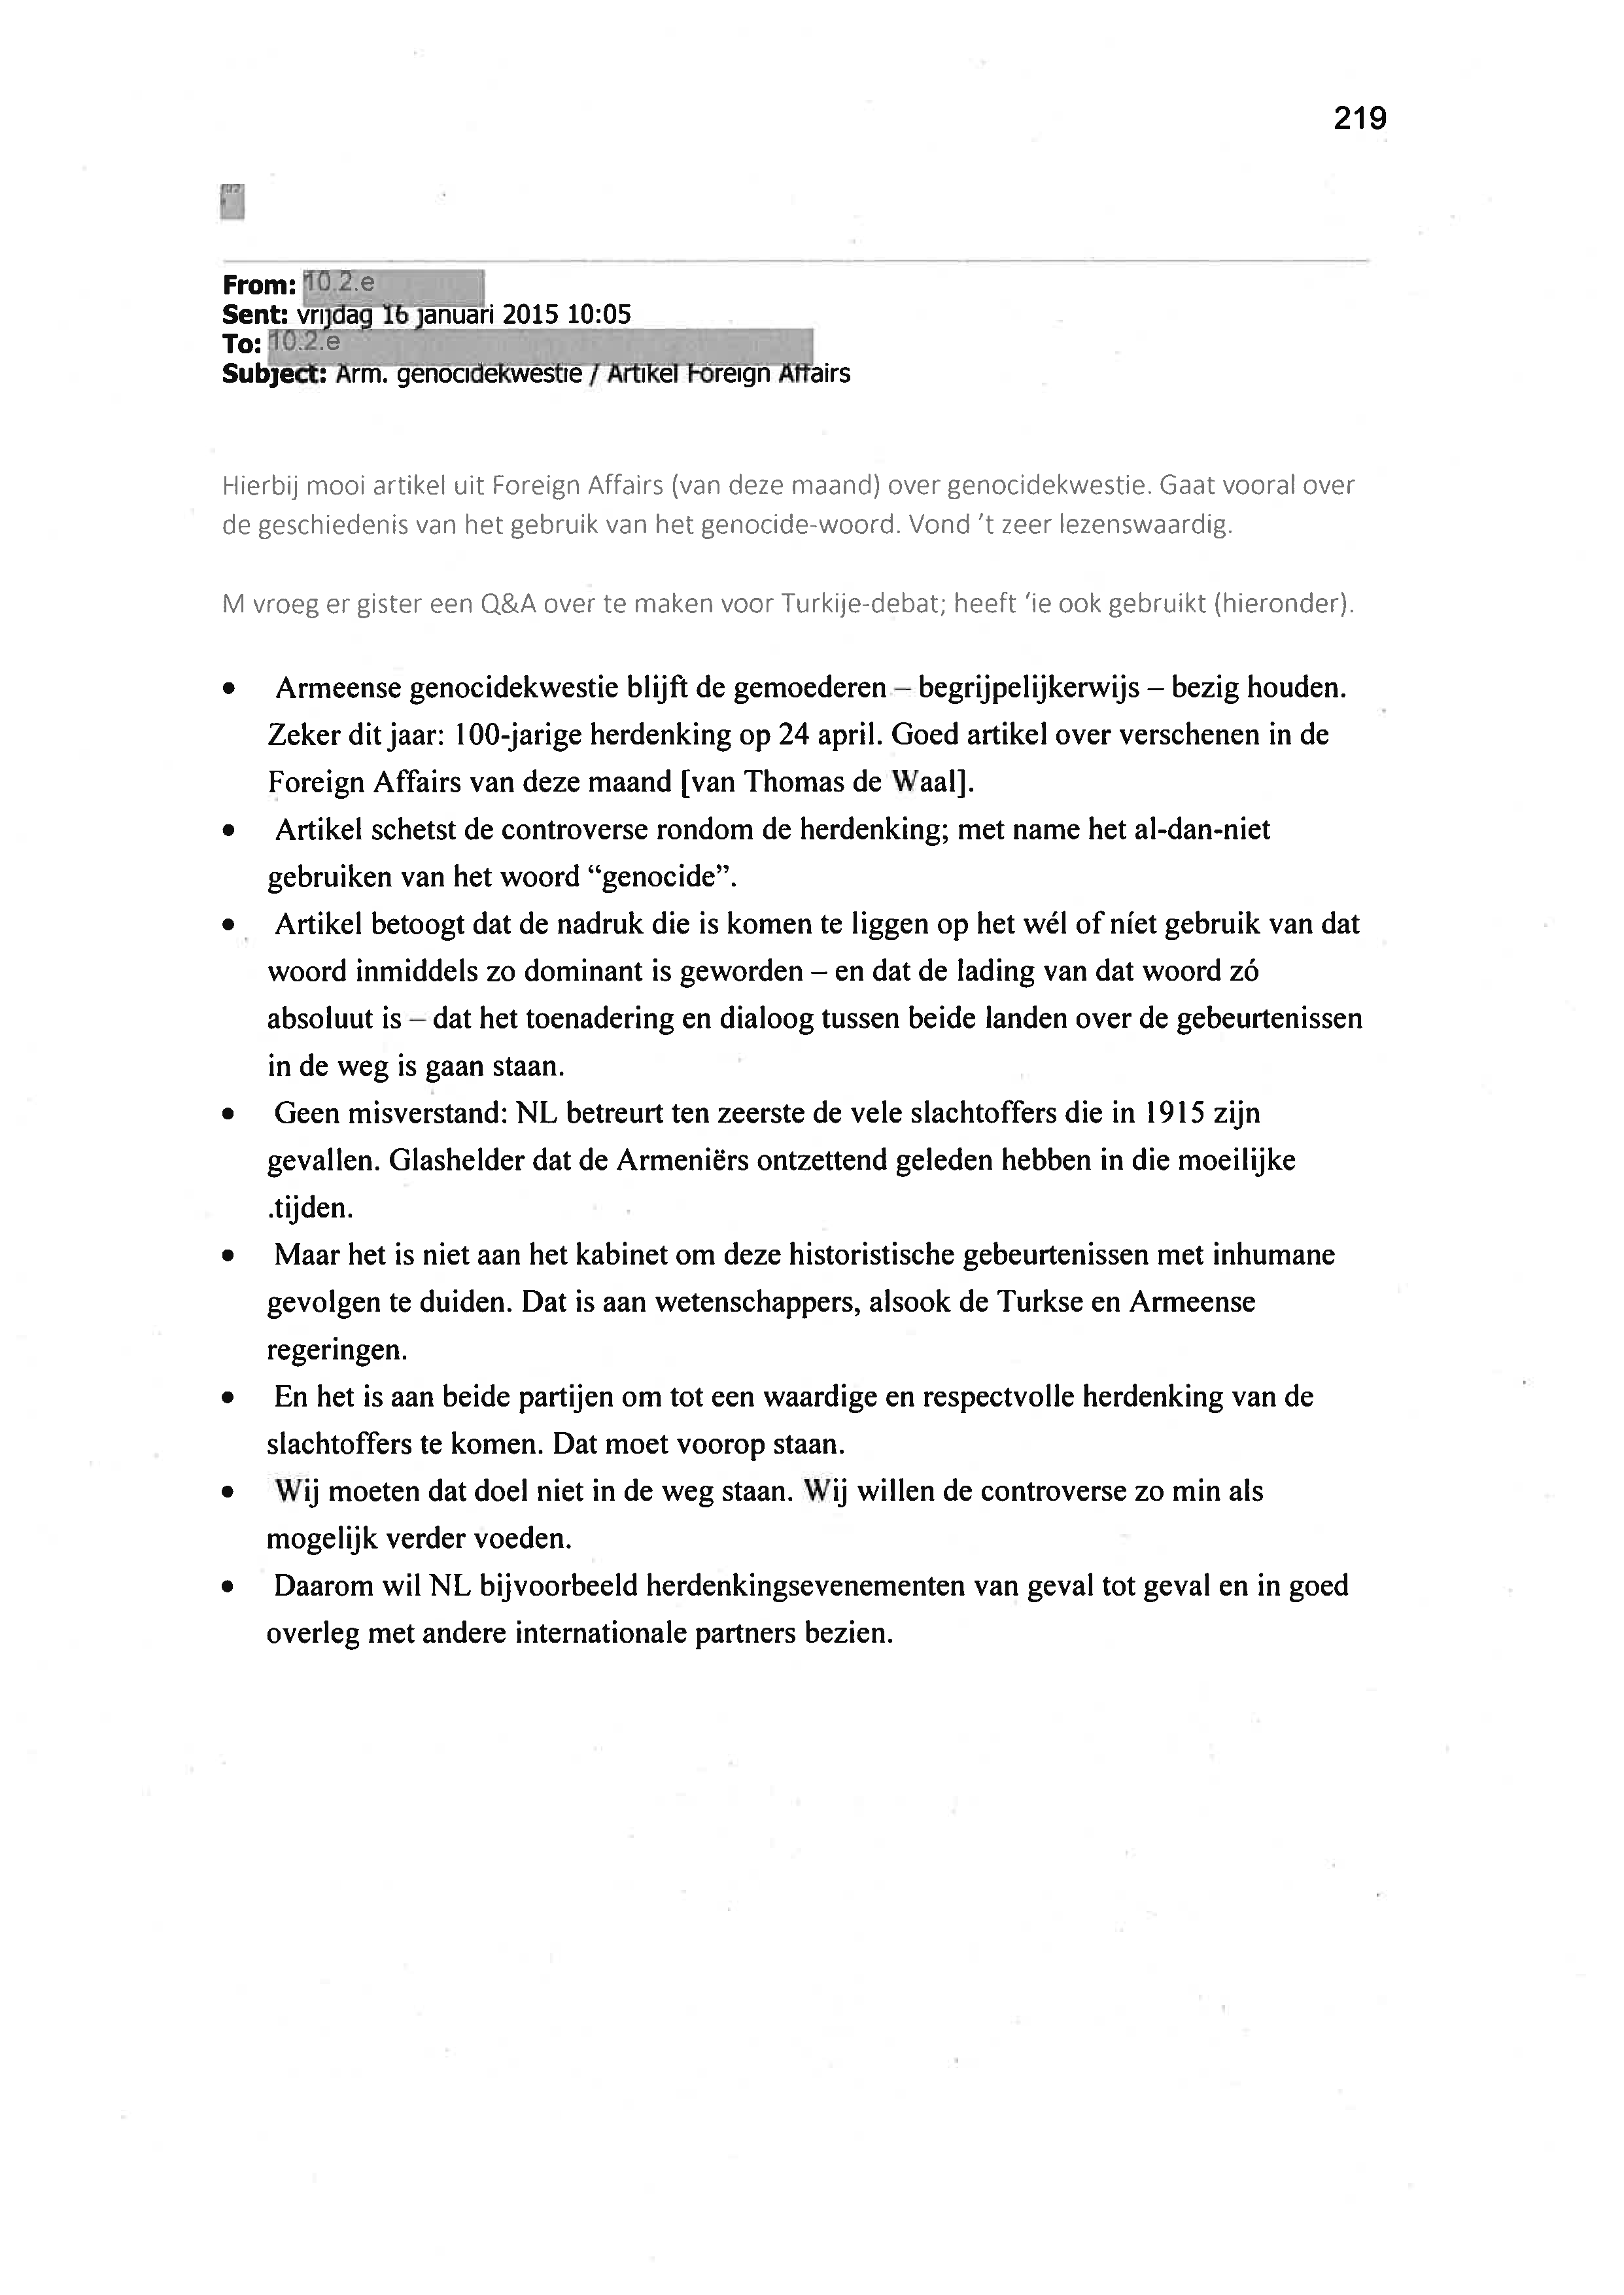 219
From: 10.2.e
Sent: vrijdag 16 januari 2015 10:05
To: 10.2.e
Subject: Arm. genocidekwestie / Artikel Foreign Affairs
Hierbij mooi artikel uit Foreign Affairs (van deze maand) over genocidekwestie. Gaat vooral over
de geschiedenis van het gebruik van het genocide-woord. Vond 't zeer lezenswaardig.
M vroeg er gister een Q&A over te maken voor Turkije-debat; heeft 'ie ook gebruikt (hieronder).
• Armeense genocidekwestie blijft de gemoederen – begrijpelijkerwijs – bezig houden.
Zeker dit jaar: 100-jarige herdenking op 24 april. Goed artikel over verschenen in de
Foreign Affairs van deze maand [van Thomas de Waal].
• Artikel schetst de controverse rondom de herdenking; met name het al-dan-niet
gebruiken van het woord “genocide”.
• Artikel betoogt dat de nadruk die is komen te liggen op het wél of níet gebruik van dat
woord inmiddels zo dominant is geworden – en dat de lading van dat woord zó
absoluut is – dat het toenadering en dialoog tussen beide landen over de gebeurtenissen
in de weg is gaan staan.
• Geen misverstand: NL betreurt ten zeerste de vele slachtoffers die in 1915 zijn
gevallen. Glashelder dat de Armeniërs ontzettend geleden hebben in die moeilijke
.tijden.
• Maar het is niet aan het kabinet om deze historistische gebeurtenissen met inhumane
gevolgen te duiden. Dat is aan wetenschappers, alsook de Turkse en Armeense
regeringen.
• En het is aan beide partijen om tot een waardige en respectvolle herdenking van de
slachtoffers te komen. Dat moet voorop staan.
• Wij moeten dat doel niet in de weg staan. Wij willen de controverse zo min als
mogelijk verder voeden.
• Daarom wil NL bijvoorbeeld herdenkingsevenementen van geval tot geval en in goed
overleg met andere internationale partners bezien.